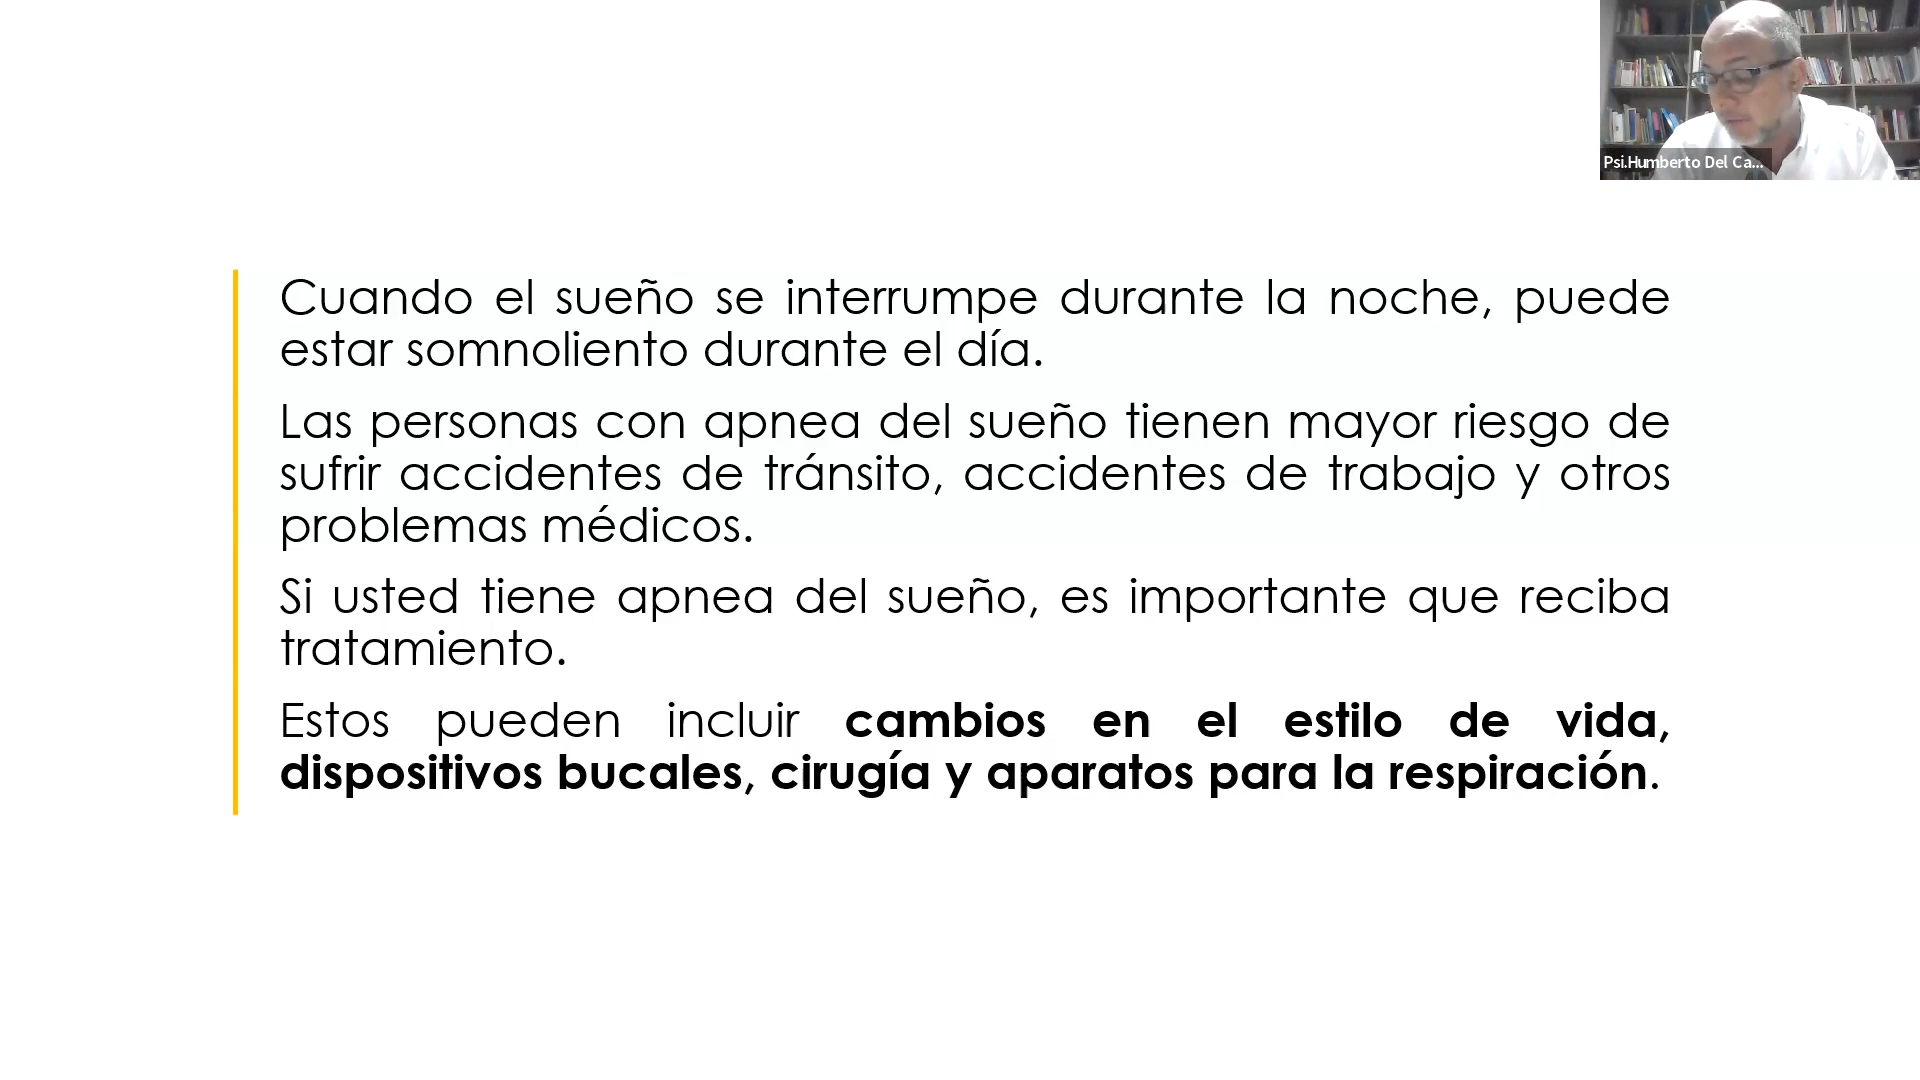 Psi.Humberto Del Ca...
Cuando el sueño se interrumpe durante la noche, puede
estar somnoliento durante el día.
Las personas con apnea del sueño tienen mayor riesgo de
sufrir accidentes de tránsito, accidentes de trabajo y otros
problemas médicos.
Si usted tiene apnea del sueño, es importante que reciba
tratamiento.
Estos pueden incluir cambios en el estilo de vida,
dispositivos bucales, cirugía y aparatos para la respiración.